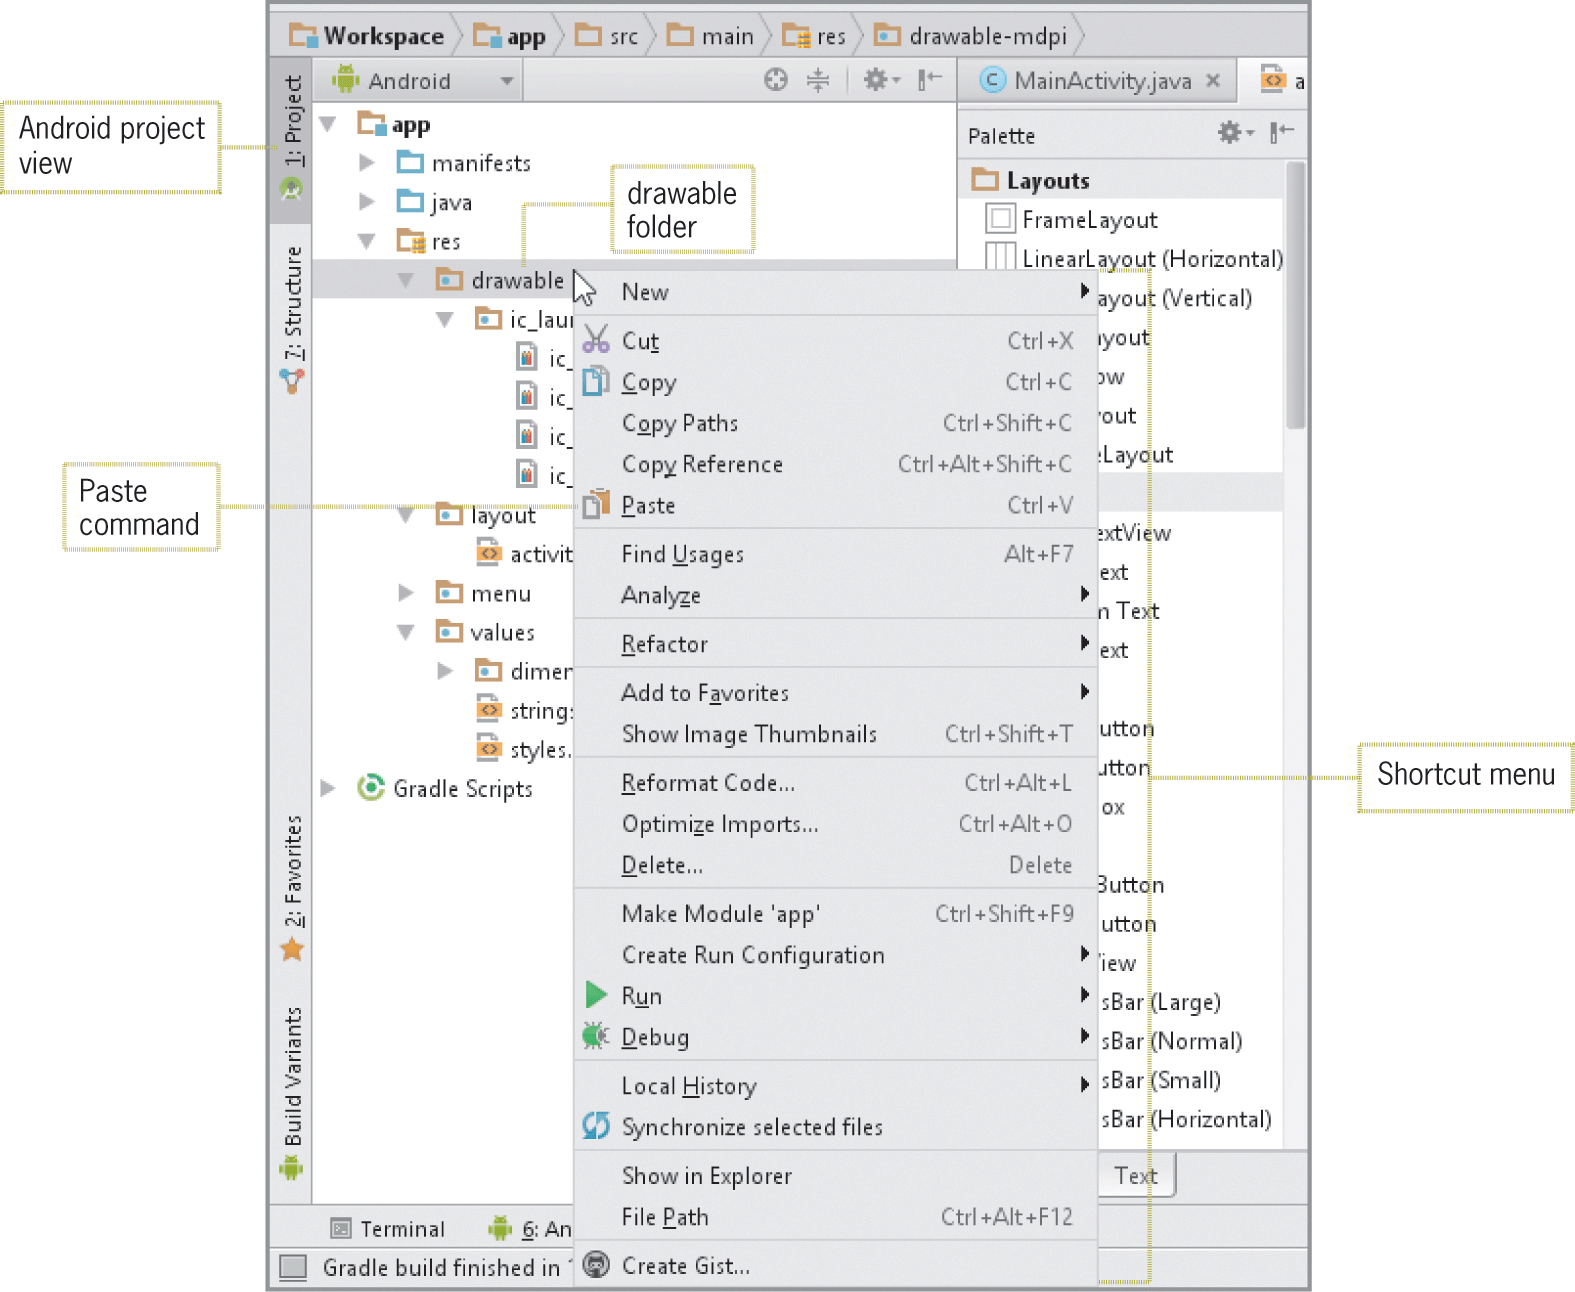 Workspace app src main res drawable-mdpi
Android
MainActivity.java
a
1: Project
7: Structure
2: Favorites
Build Variants
Android project
view
drawable
folder
Paste
command
Shortcut menu
app
manifests
java
res
drawable
ic_lau
ic_
ic_
ic_
ic_
layout
activit
menu
values
dimen
strings
styles.
Gradle Scripts
New
Cut Ctrl+X
Copy Ctrl+C
Copy Paths Ctrl+Shift+C
Copy Reference Ctrl+Alt+Shift+C
Paste Ctrl+V
Find Usages Alt+F7
Analyze
Refactor
Add to Favorites
Show Image Thumbnails Ctrl+Shift+T
Reformat Code... Ctrl+Alt+L
Optimize Imports... Ctrl+Alt+O
Delete... Delete
Make Module 'app' Ctrl+Shift+F9
Create Run Configuration
Run
Debug
Local History
Synchronize selected files
Show in Explorer
File Path Ctrl+Alt+F12
Create Gist...
Palette
Layouts
FrameLayout
LinearLayout (Horizontal)
ayout (Vertical)
ayout
ow
yout
eLayout
extView
ext
n Text
ext
utton
utton
ox
Button
utton
View
sBar (Large)
sBar (Normal)
sBar (Small)
sBar (Horizontal)
Text
Terminal 6: An
Gradle build finished in